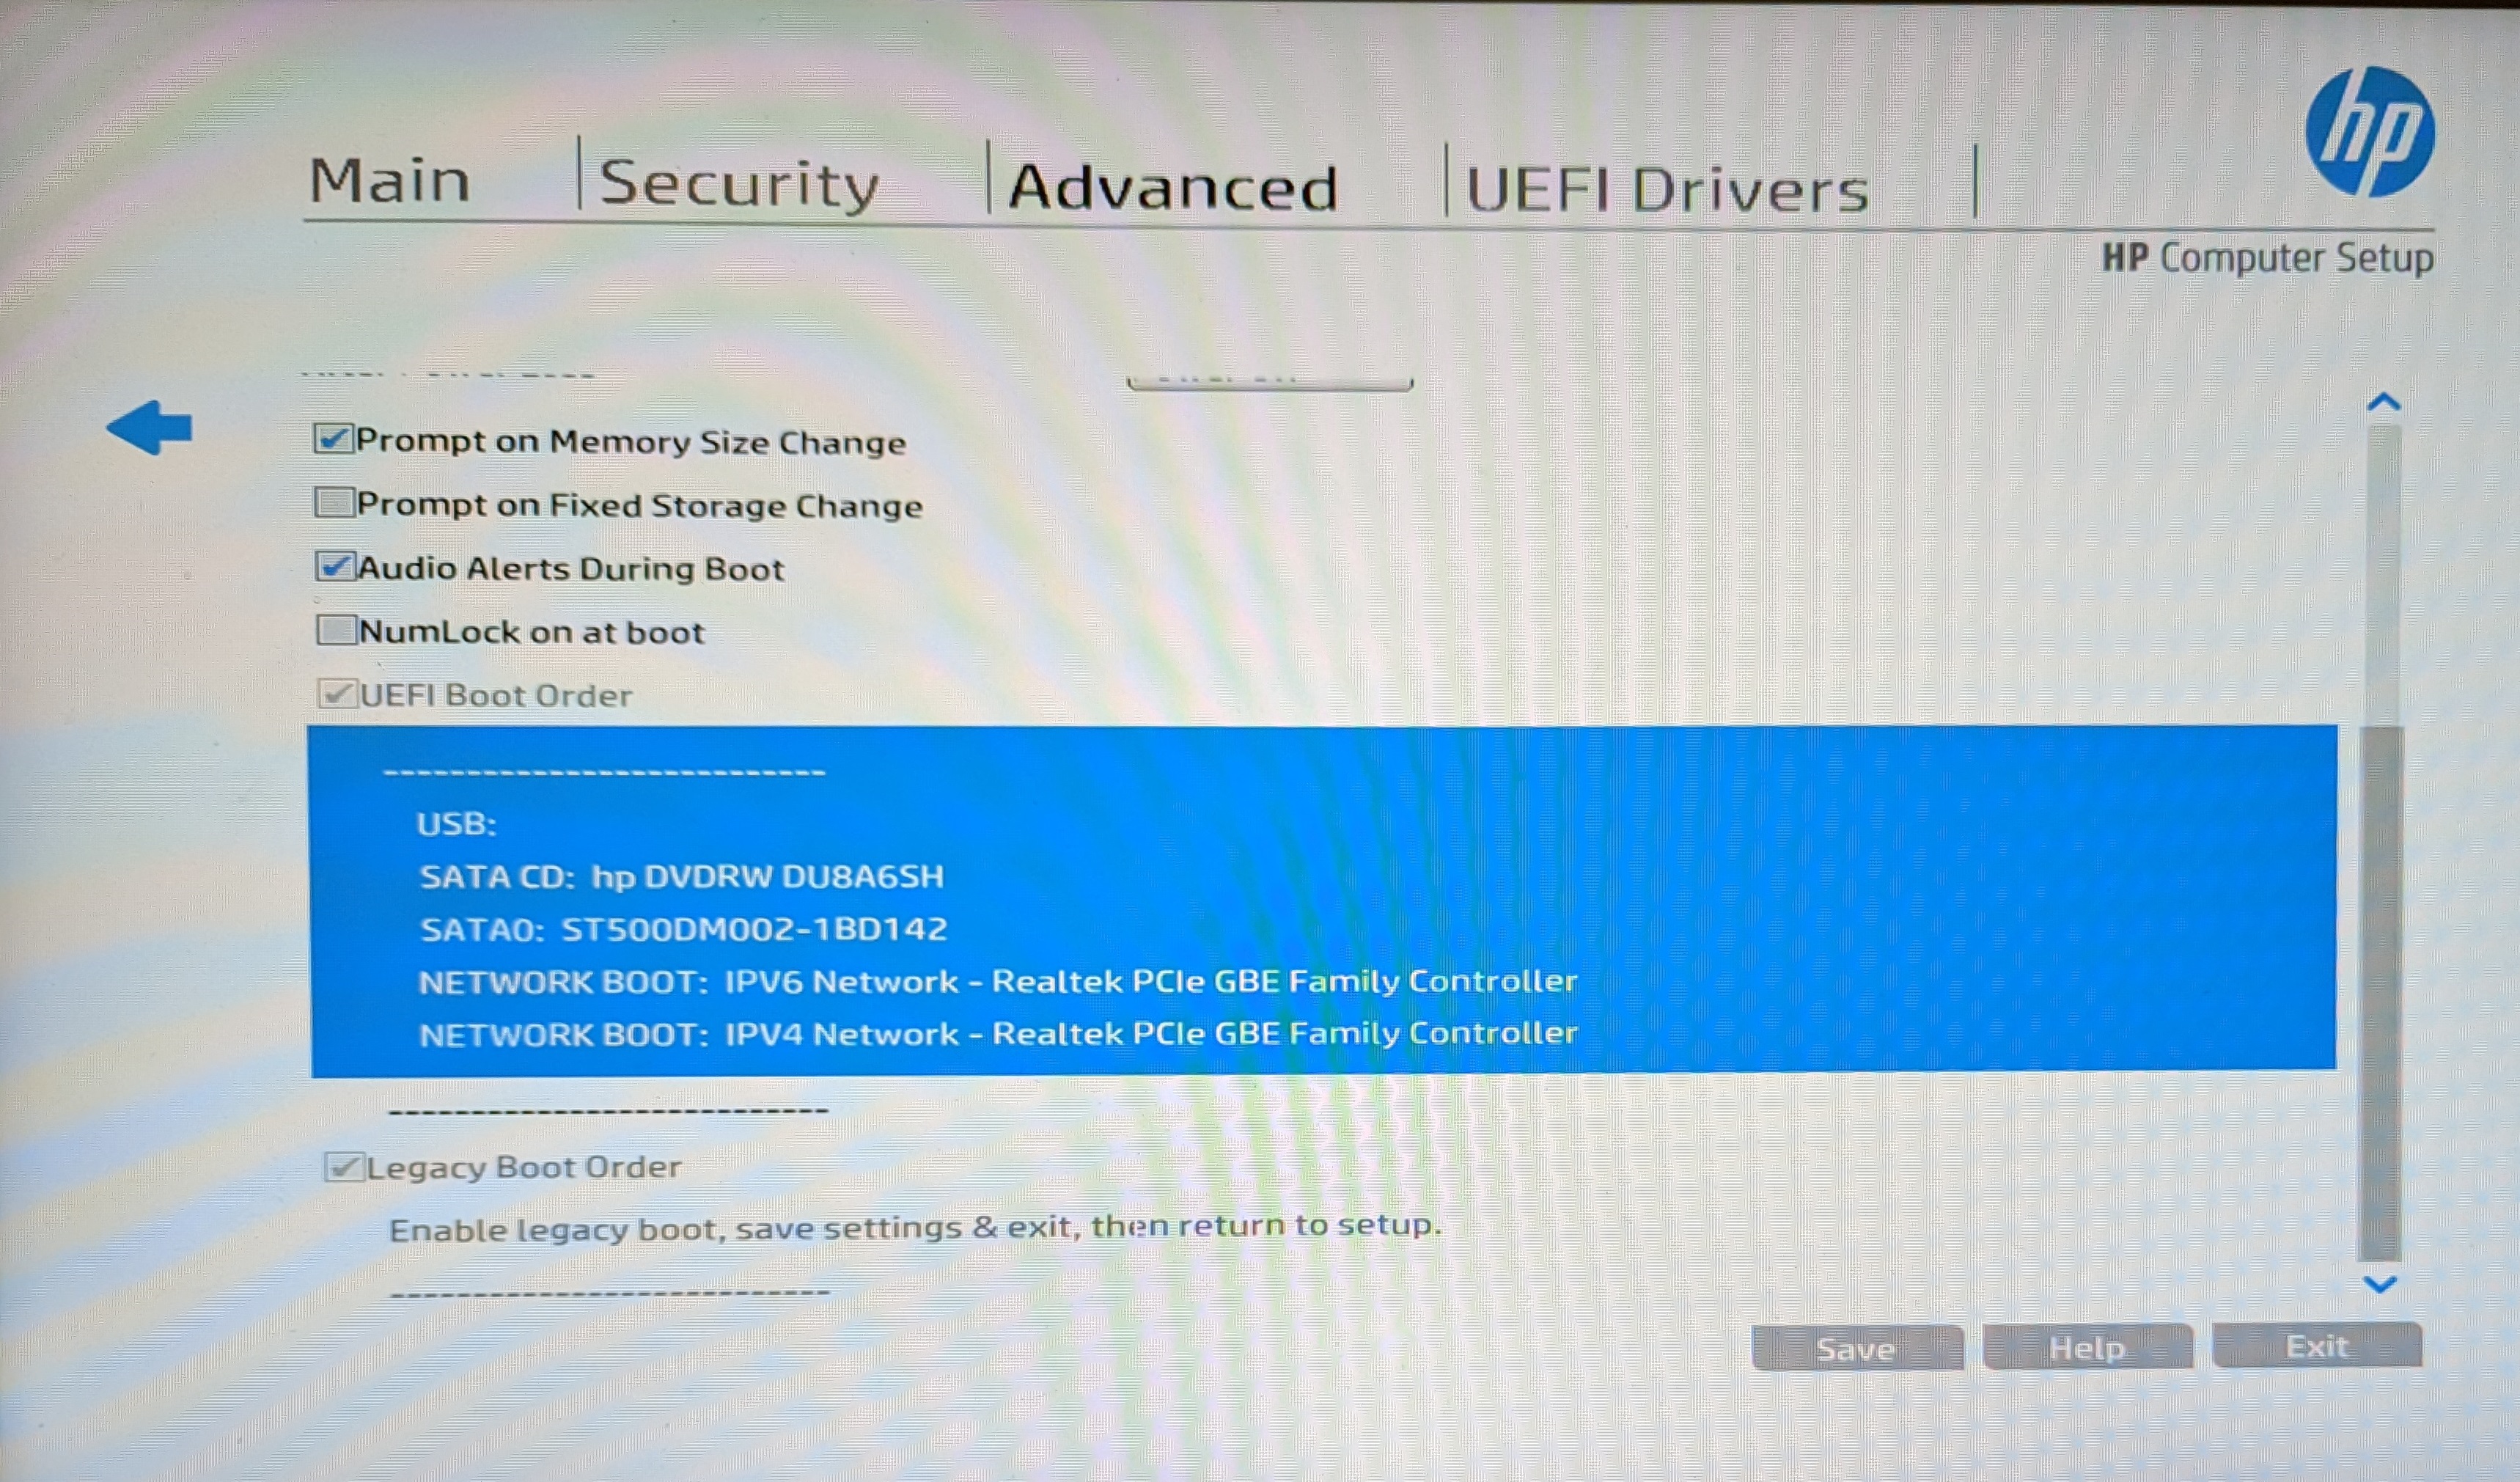 hp
Main
Security
Advanced
UEFI Drivers
HP Computer Setup
Prompt on Memory Size Change
Prompt on Fixed Storage Change
Audio Alerts During Boot
NumLock on at boot
UEFI Boot Order
---------------------------
USB:
SATA CD: hp DVDRW DU8A6SH
SATA0: ST500DM002-1BD142
NETWORK BOOT: IPV6 Network - Realtek PCIe GBE Family Controller
NETWORK BOOT: IPV4 Network - Realtek PCIe GBE Family Controller
---------------------------
Legacy Boot Order
Enable legacy boot, save settings & exit, then return to setup.
---------------------------
Save
Help
Exit